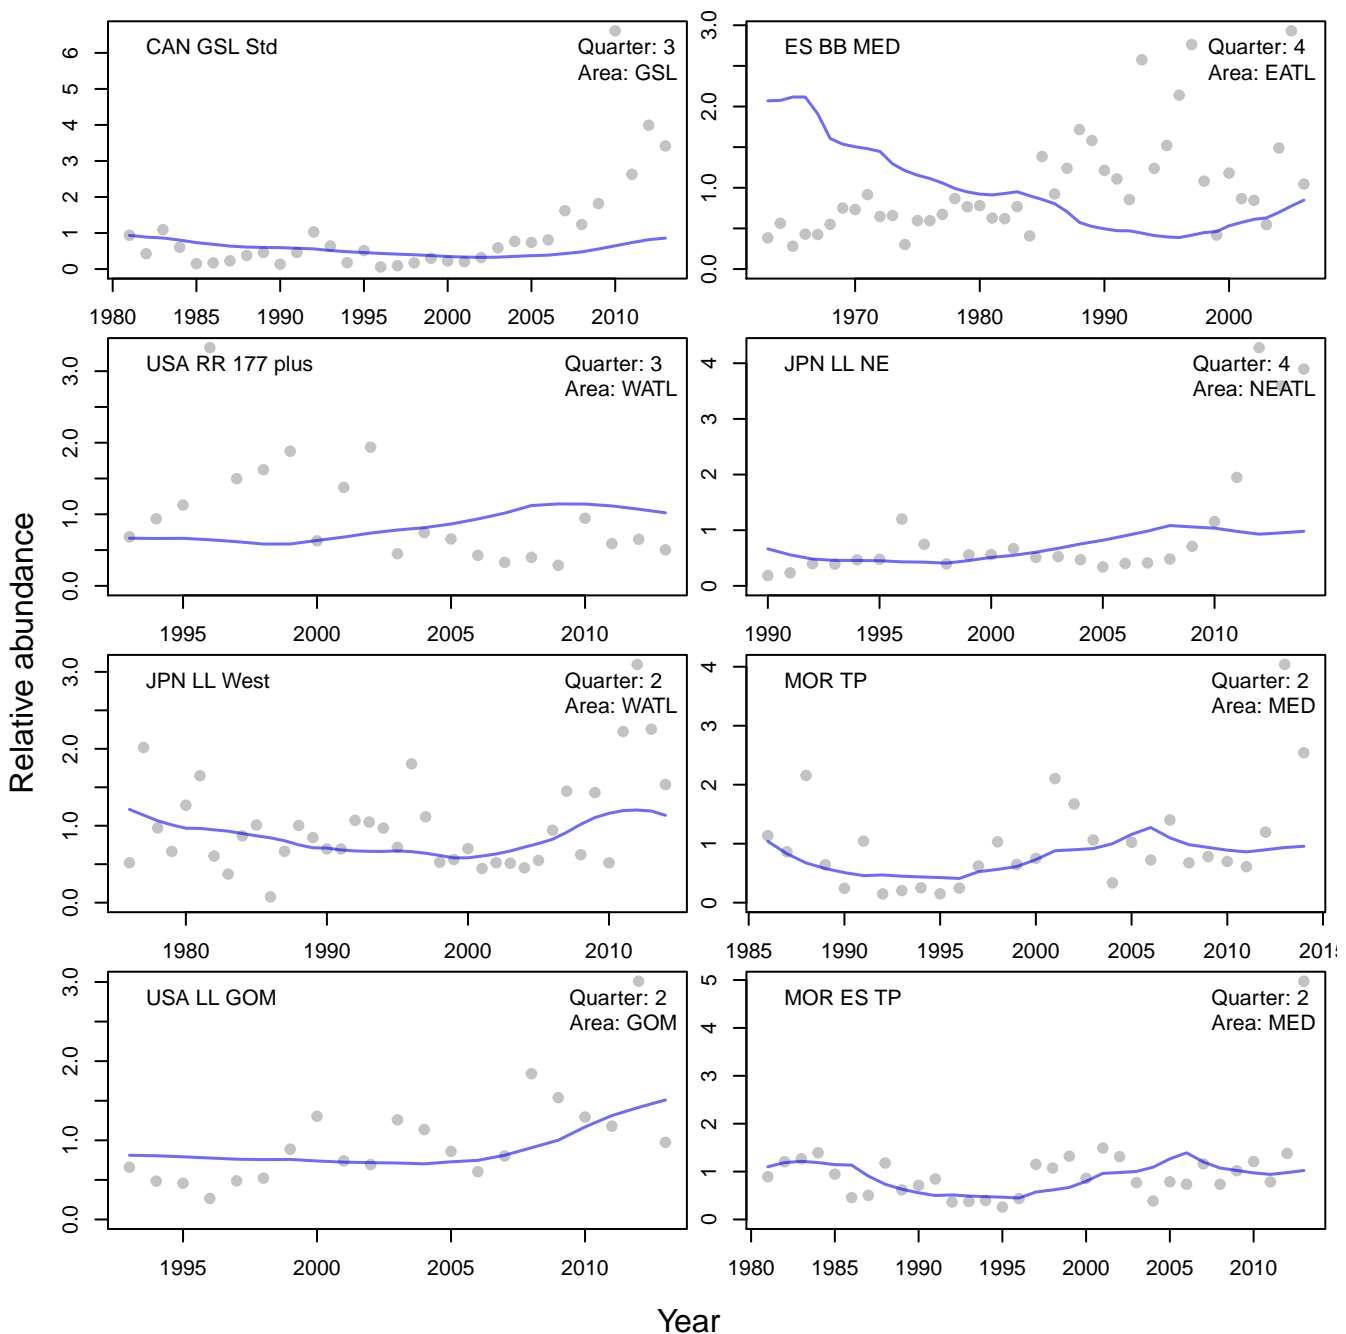 CAN GSL Std
Quarter: 3
Area: GSL
0 1 2 3 4 5 6
1980 1985 1990 1995 2000 2005 2010
ES BB MED
Quarter: 4
Area: EATL
0.0 1.0 2.0 3.0
1970 1980 1990 2000
USA RR 177 plus
Quarter: 3
Area: WATL
0.0 1.0 2.0 3.0
1995 2000 2005 2010
JPN LL NE
Quarter: 4
Area: NEATL
0 1 2 3 4
1990 1995 2000 2005 2010
Relative abundance
JPN LL West
Quarter: 2
Area: WATL
0.0 1.0 2.0 3.0
1980 1990 2000 2010
MOR TP
Quarter: 2
Area: MED
0 1 2 3 4
1985 1990 1995 2000 2005 2010 201
USA LL GOM
Quarter: 2
Area: GOM
0.0 1.0 2.0 3.0
1995 2000 2005 2010
MOR ES TP
Quarter: 2
Area: MED
0 1 2 3 4 5
1980 1985 1990 1995 2000 2005 2010
Year